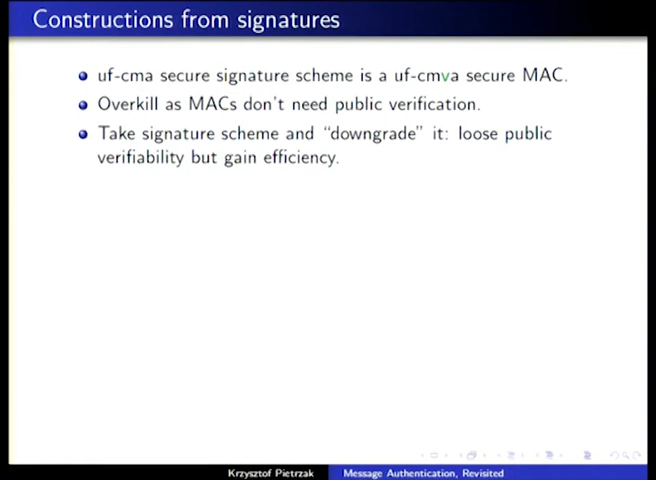 Constructions from signatures
uf-cma secure signature scheme is a uf-cmva secure MAC.
Overkill as MACs don't need public verification.
Take signature scheme and "downgrade" it: loose public
verifiability but gain efficiency.
Krzysztof Pietrzak
Message Authentication, Revisited